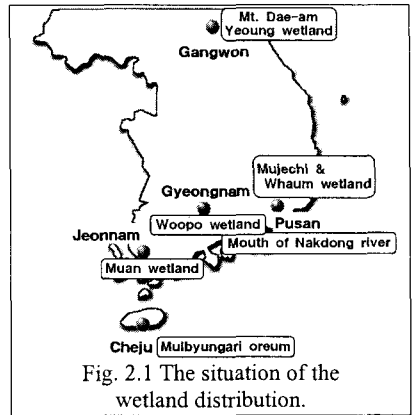 Mt. Dae-am
Yeoung wetland
Gangwon
Mujechi &
Whaum wetland
Gyeongnam
Woopo wetland
Pusan
Jeonnam
Mouth of Nakdong river
Muan wetland
Cheju
Mulbyungari oreum
Fig. 2.1 The situation of the
wetland distribution.